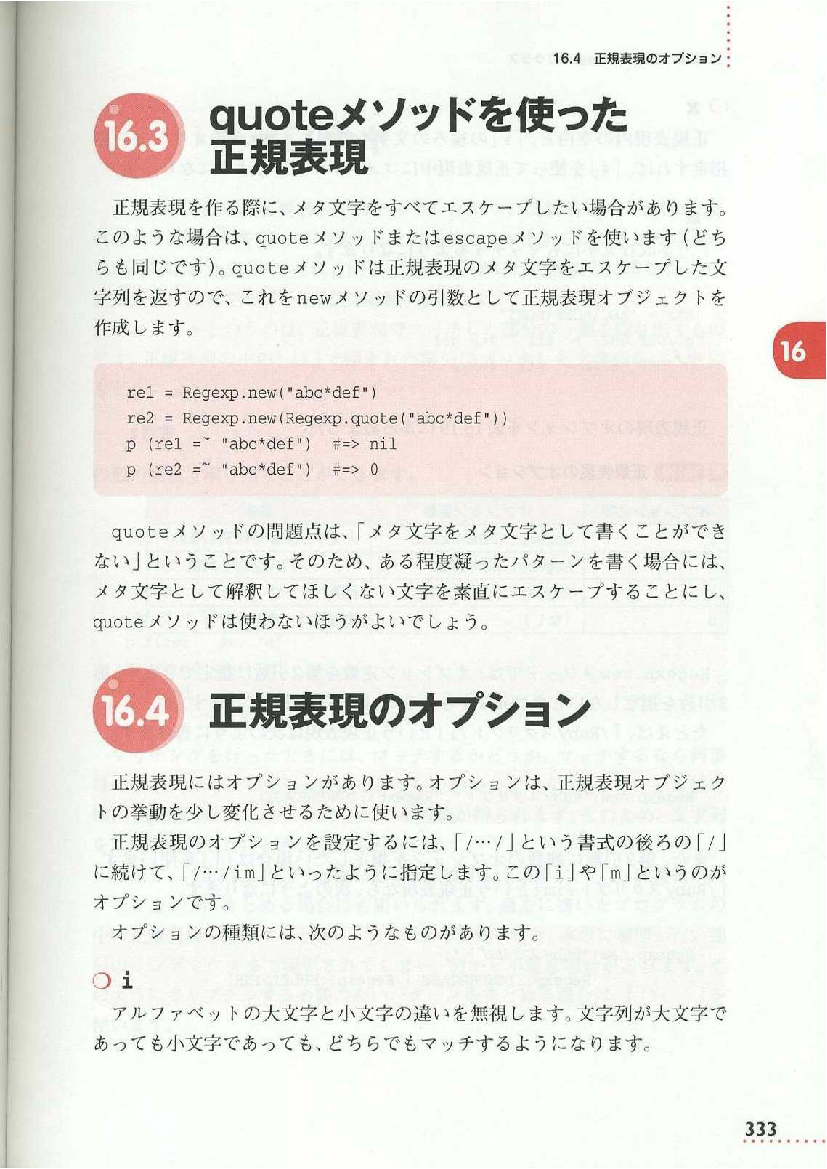 16.4 正規表現のオプション
16.3 quoteメソッドを使った
正規表現
正規表現を作る際に、メタ文字をすべてエスケープしたい場合があります。
このような場合は、quoteメソッドまたはescapeメソッドを使います(どち
らも同じです)。quoteメソッドは正規表現のメタ文字をエスケープした文
字列を返すので、これをnewメソッドの引数として正規表現オブジェクトを
作成します。
16
re1 = Regexp.new("abc*def")
re2 = Regexp.new(Regexp.quote("abc*def"))
p (re1 =~ "abc*def") #=> nil
p (re2 =~ "abc*def") #=> 0
quoteメソッドの問題点は、「メタ文字をメタ文字として書くことができ
ない」ということです。そのため、ある程度凝ったパターンを書く場合には、
メタ文字として解釈してほしくない文字を素直にエスケープすることにし、
quoteメソッドは使わないほうがよいでしょう。
16.4 正規表現のオプション
正規表現にはオプションがあります。オプションは、正規表現オブジェク
トの挙動を少し変化させるために使います。
正規表現のオプションを設定するには、「/…/」という書式の後ろの「/」
に続けて、「/…/im」といったように指定します。この「i」や「m」というのが
オプションです。
オプションの種類には、次のようなものがあります。
○ i
アルファベットの大文字と小文字の違いを無視します。文字列が大文字で
あっても小文字であっても、どちらでもマッチするようになります。
333